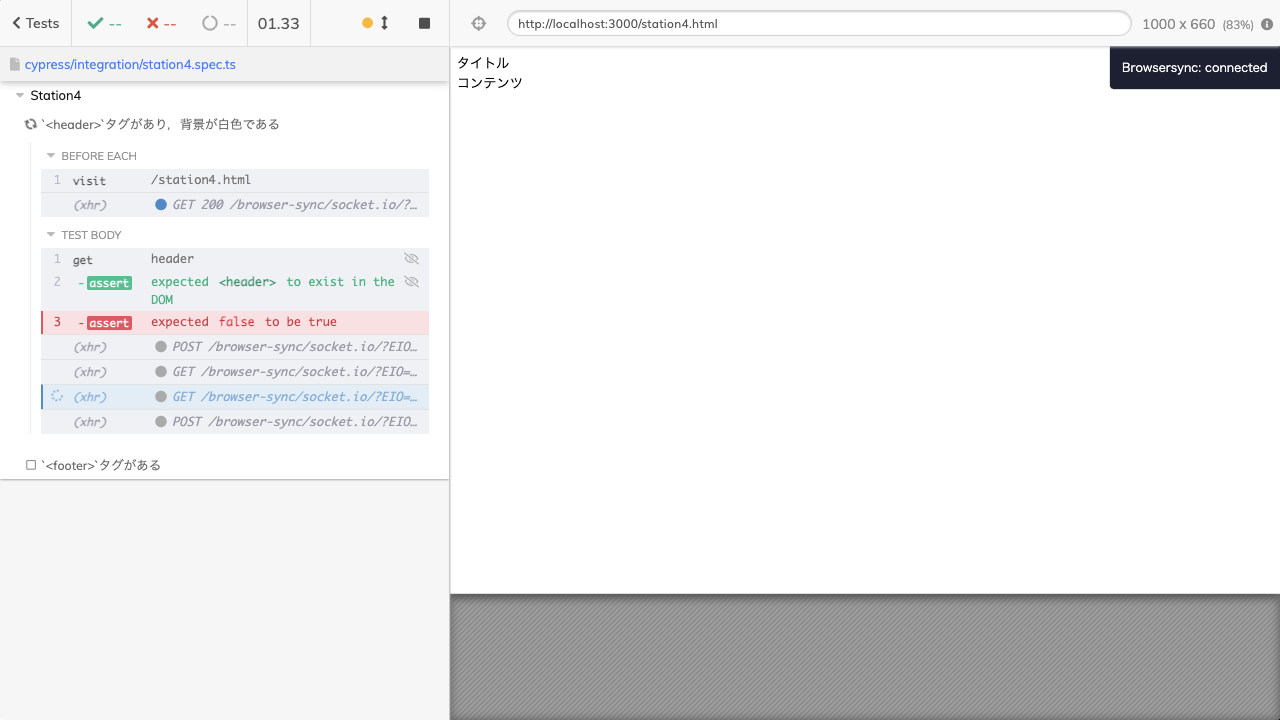 Tests
--
--
--
01.33
http://localhost:3000/station4.html
1000 x 660 (83%)
cypress/integration/station4.spec.ts
Station4
`<header>`タグがあり，背景が白色である
BEFORE EACH
1 visit /station4.html
(xhr) GET 200 /browser-sync/socket.io/?…
TEST BODY
1 get header
2 -assert expected <header> to exist in the
DOM
3 -assert expected false to be true
(xhr) POST /browser-sync/socket.io/?EIO…
(xhr) GET /browser-sync/socket.io/?EIO=…
(xhr) GET /browser-sync/socket.io/?EIO=…
(xhr) POST /browser-sync/socket.io/?EIO…
`<footer>`タグがある
タイトル
コンテンツ
Browsersync: connected